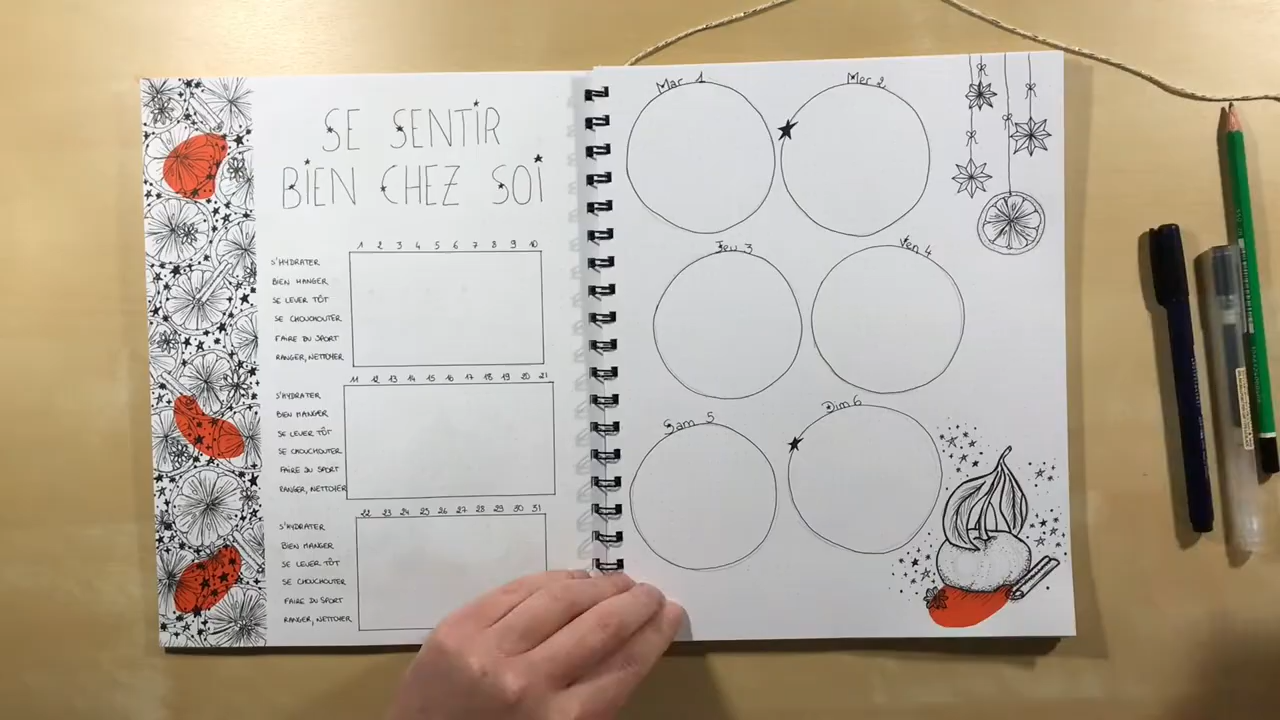 SE SENTIR
BIEN CHEZ SOI
1 2 3 4 5 6 7 8 9 10
S'HYDRATER
BIEN MANGER
SE LEVER TÔT
SE CHOUCHOUTER
FAIRE DU SPORT
RANGER, NETTOYER
11 12 13 14 15 16 17 18 19 20 21
S'HYDRATER
BIEN MANGER
SE LEVER TÔT
SE CHOUCHOUTER
FAIRE DU SPORT
RANGER, NETTOYER
22 23 24 25 26 27 28 29 30 31
S'HYDRATER
BIEN MANGER
SE LEVER TÔT
SE CHOUCHOUTER
FAIRE DU SPORT
RANGER, NETTOYER
Mar 1
Mer 2
Jeu 3
Ven 4
Sam 5
Dim 6